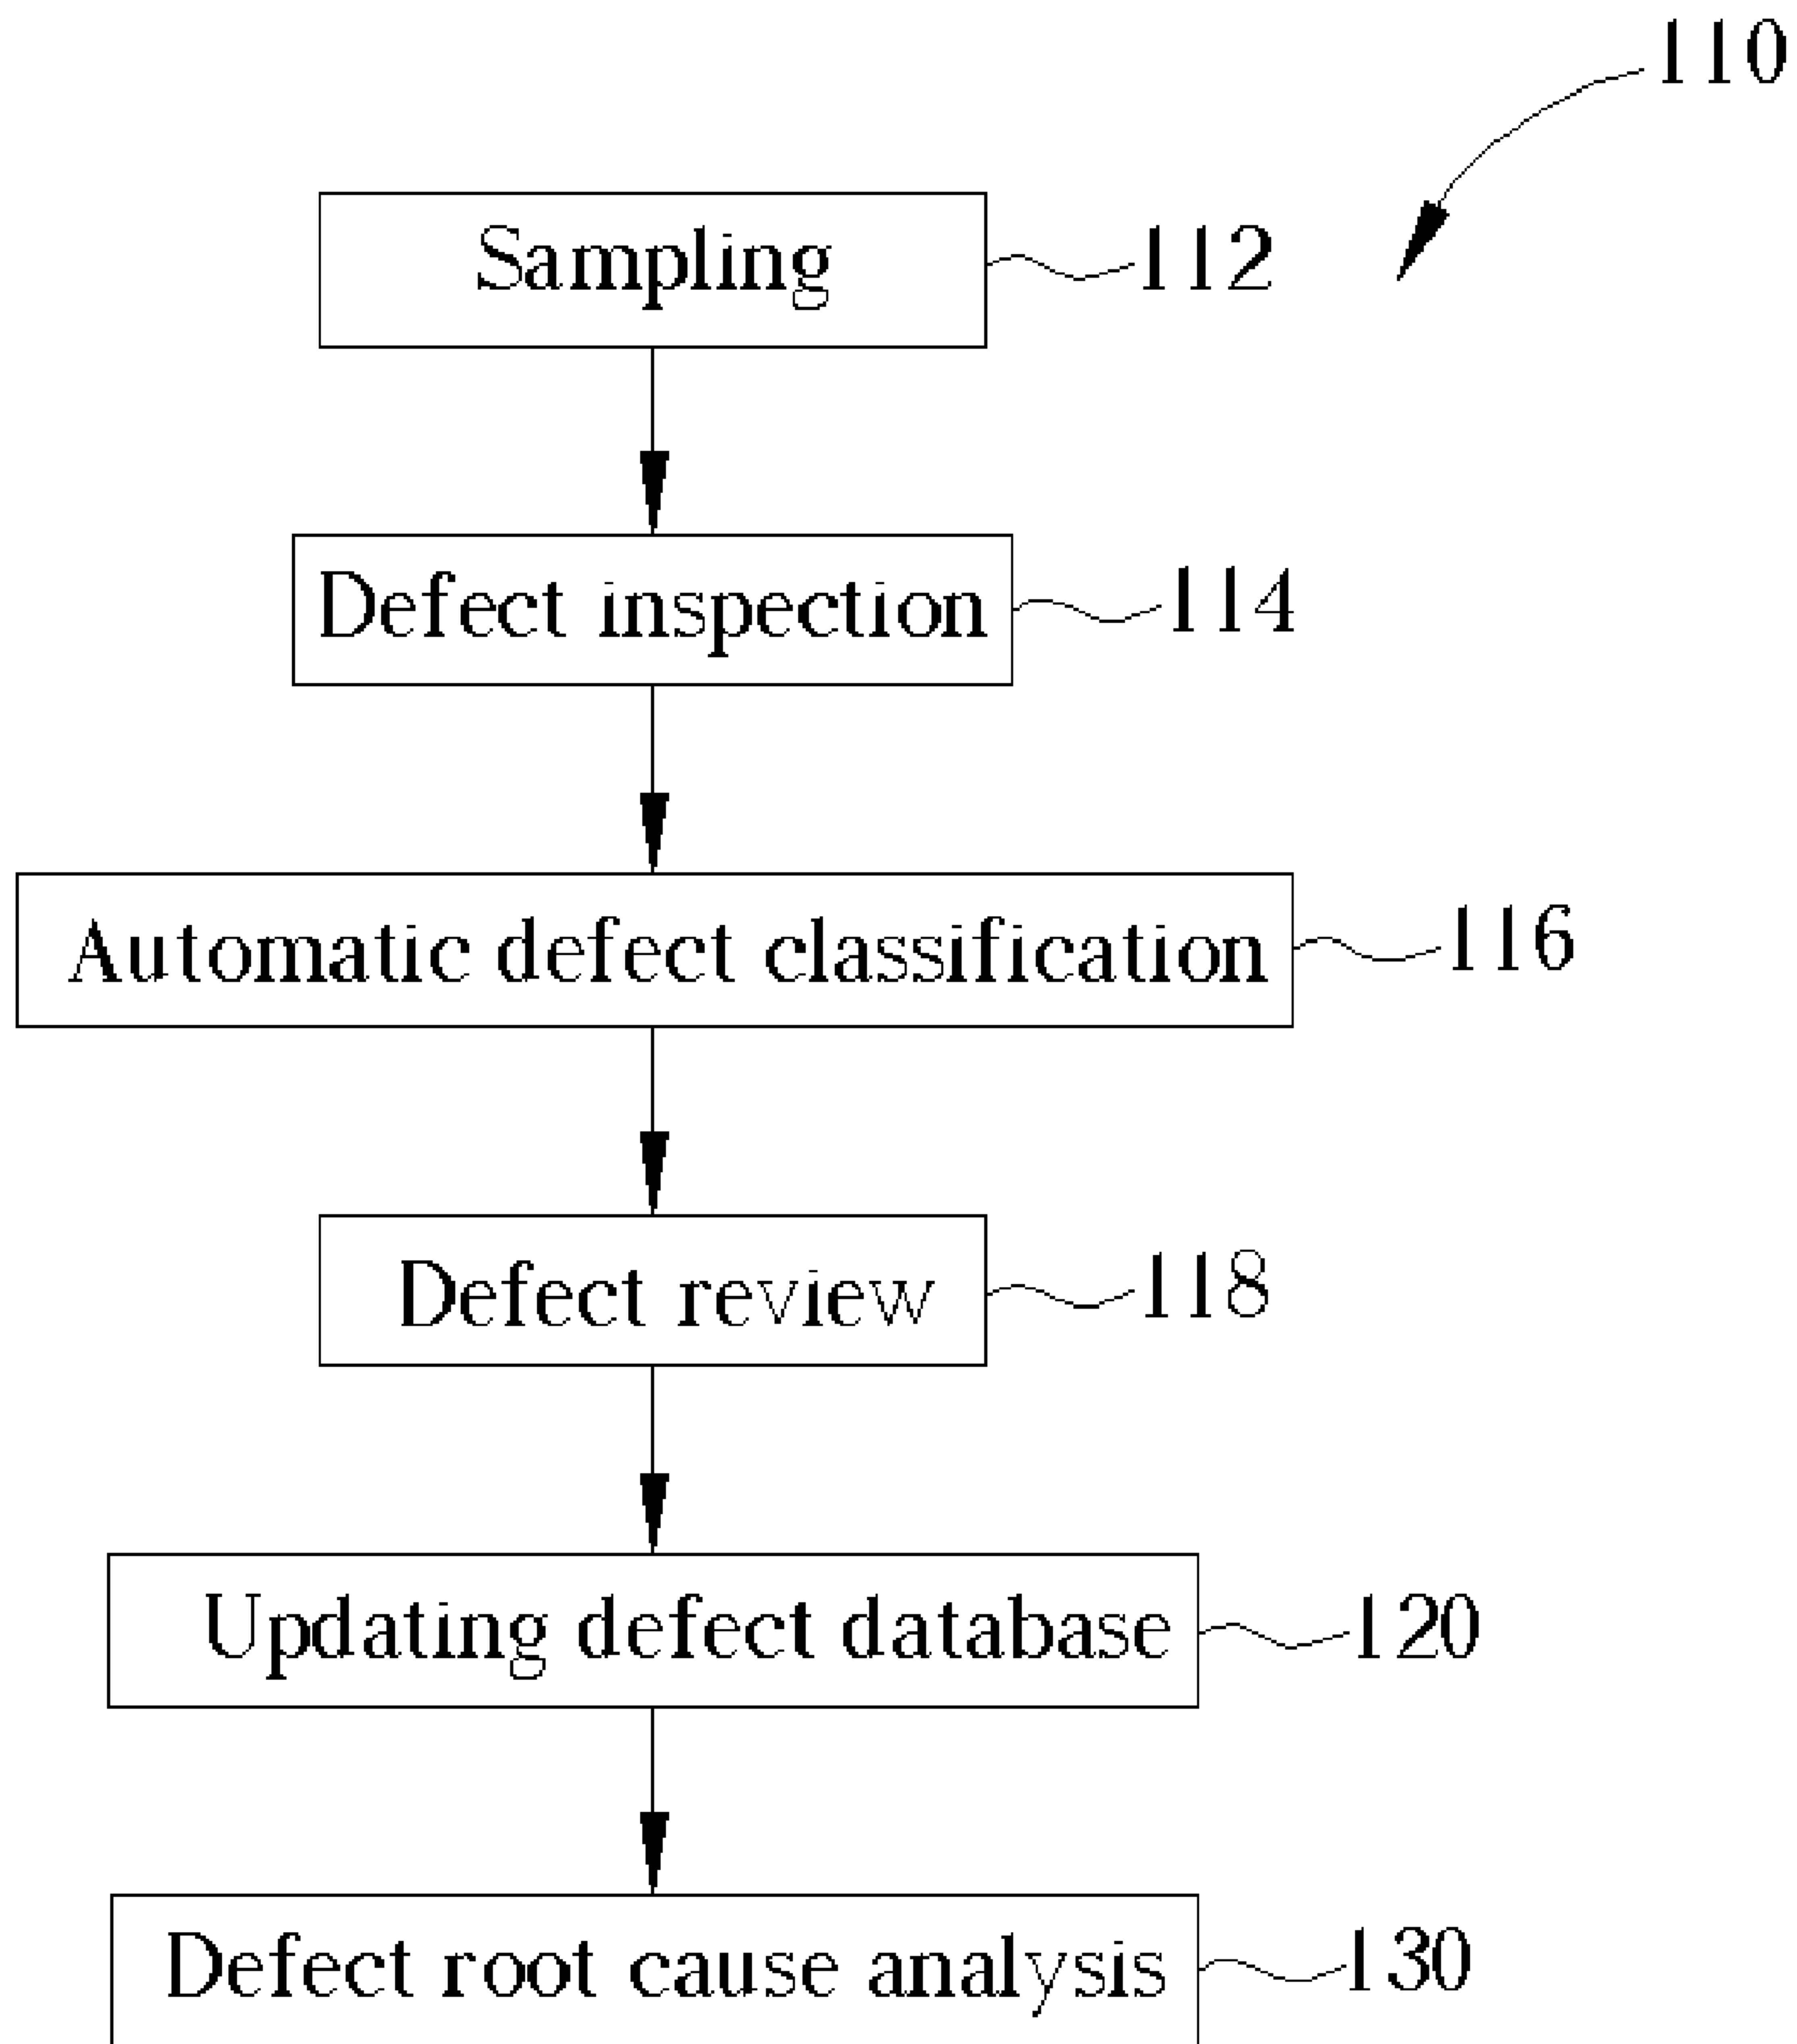 110
Sampling 112
Defect inspection 114
Automatic defect classification 116
Defect review 118
Updating defect database 120
Defect root cause analysis 130